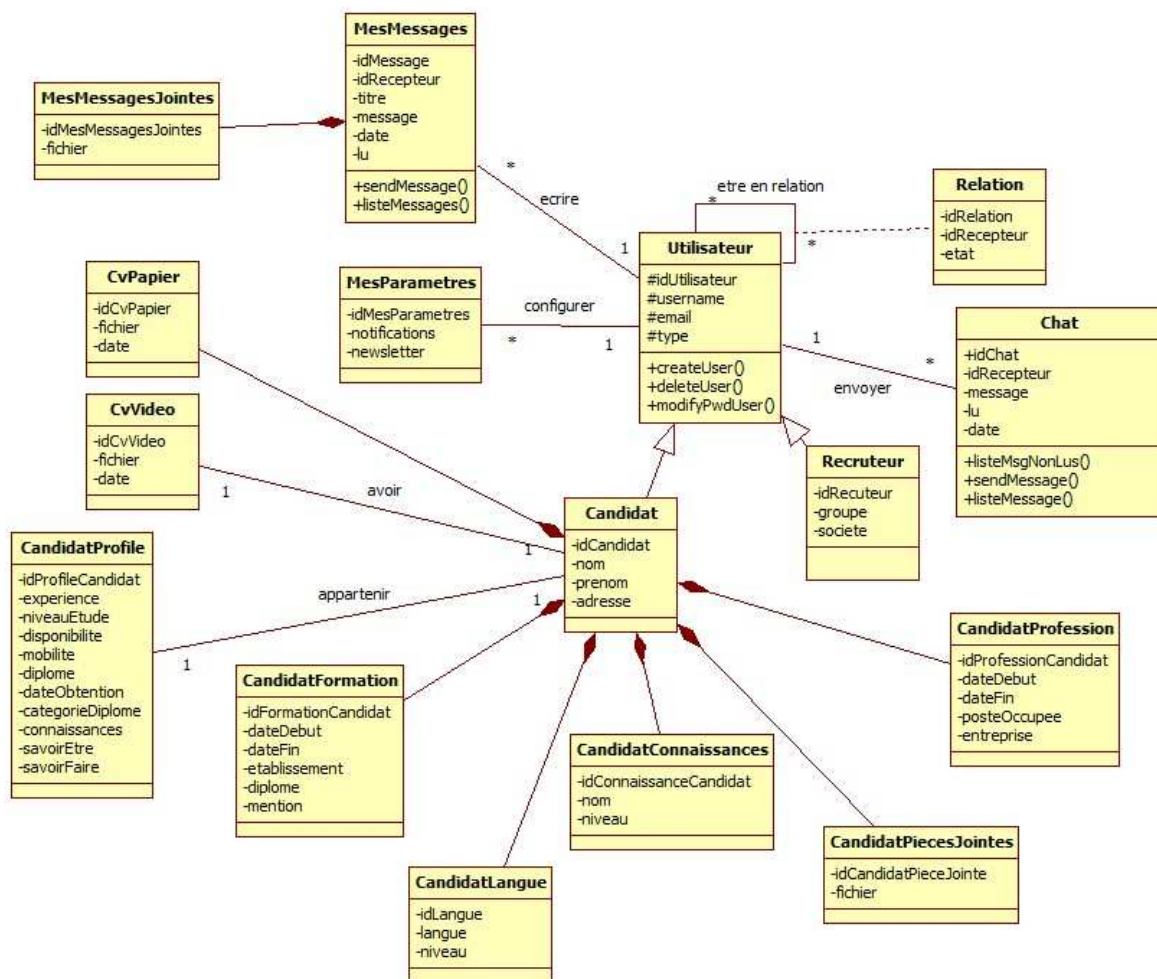 MesMessages
-idMessage
-idRecepteur
-titre
-message
-date
-lu
+sendMessage()
+listeMessages()
MesMessagesJointes
-idMesMessagesJointes
-fichier
*
ecrire
1
etre en relation
*
*
Relation
-idRelation
-idRecepteur
-etat
Utilisateur
#idUtilisateur
#username
#email
#type
+createUser()
+deleteUser()
+modifyPwdUser()
CvPapier
-idCvPapier
-fichier
-date
MesParametres
-idMesParametres
-notifications
-newsletter
configurer
*
1
1
*
envoyer
Chat
+idChat
-idRecepteur
-message
-lu
-date
+listeMsgNonLus()
+sendMessage()
+listeMessage()
CvVideo
-idCvVideo
-fichier
-date
1
avoir
1
Recruteur
-idRecuteur
-groupe
-societe
Candidat
-idCandidat
-nom
-prenom
-adresse
CandidatProfile
-idProfileCandidat
-experience
-niveauEtude
-disponibilite
-mobilite
-diplome
-dateObtention
-categorieDiplome
-connaissances
-savoirEtre
-savoirFaire
appartenir
1
1
CandidatFormation
-idFormationCandidat
-dateDebut
-dateFin
-etablissement
-diplome
-mention
CandidatProfession
-idProfessionCandidat
-dateDebut
-dateFin
-posteOccupee
-entreprise
CandidatConnaissances
-idConnaissanceCandidat
-nom
-niveau
CandidatPiecesJointes
-idCandidatPieceJointe
-fichier
CandidatLangue
-idLangue
-langue
-niveau